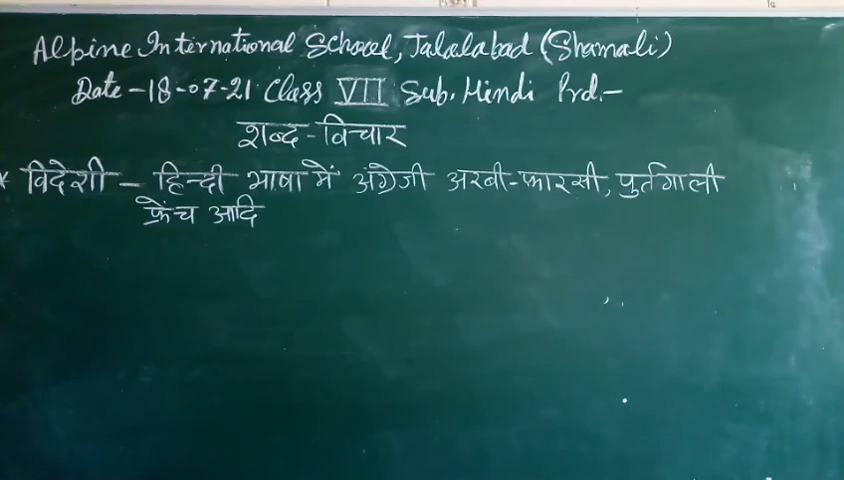 Alpine International School, Jalalabad (Shamali)
Date -18-07-21 Class VII Sub. Hindi Prd.-
शब्द-विचार
* विदेशी - हिन्दी भाषा में अंग्रेजी अरबी-फारसी, पुर्तगाली
फ्रेंच आदि